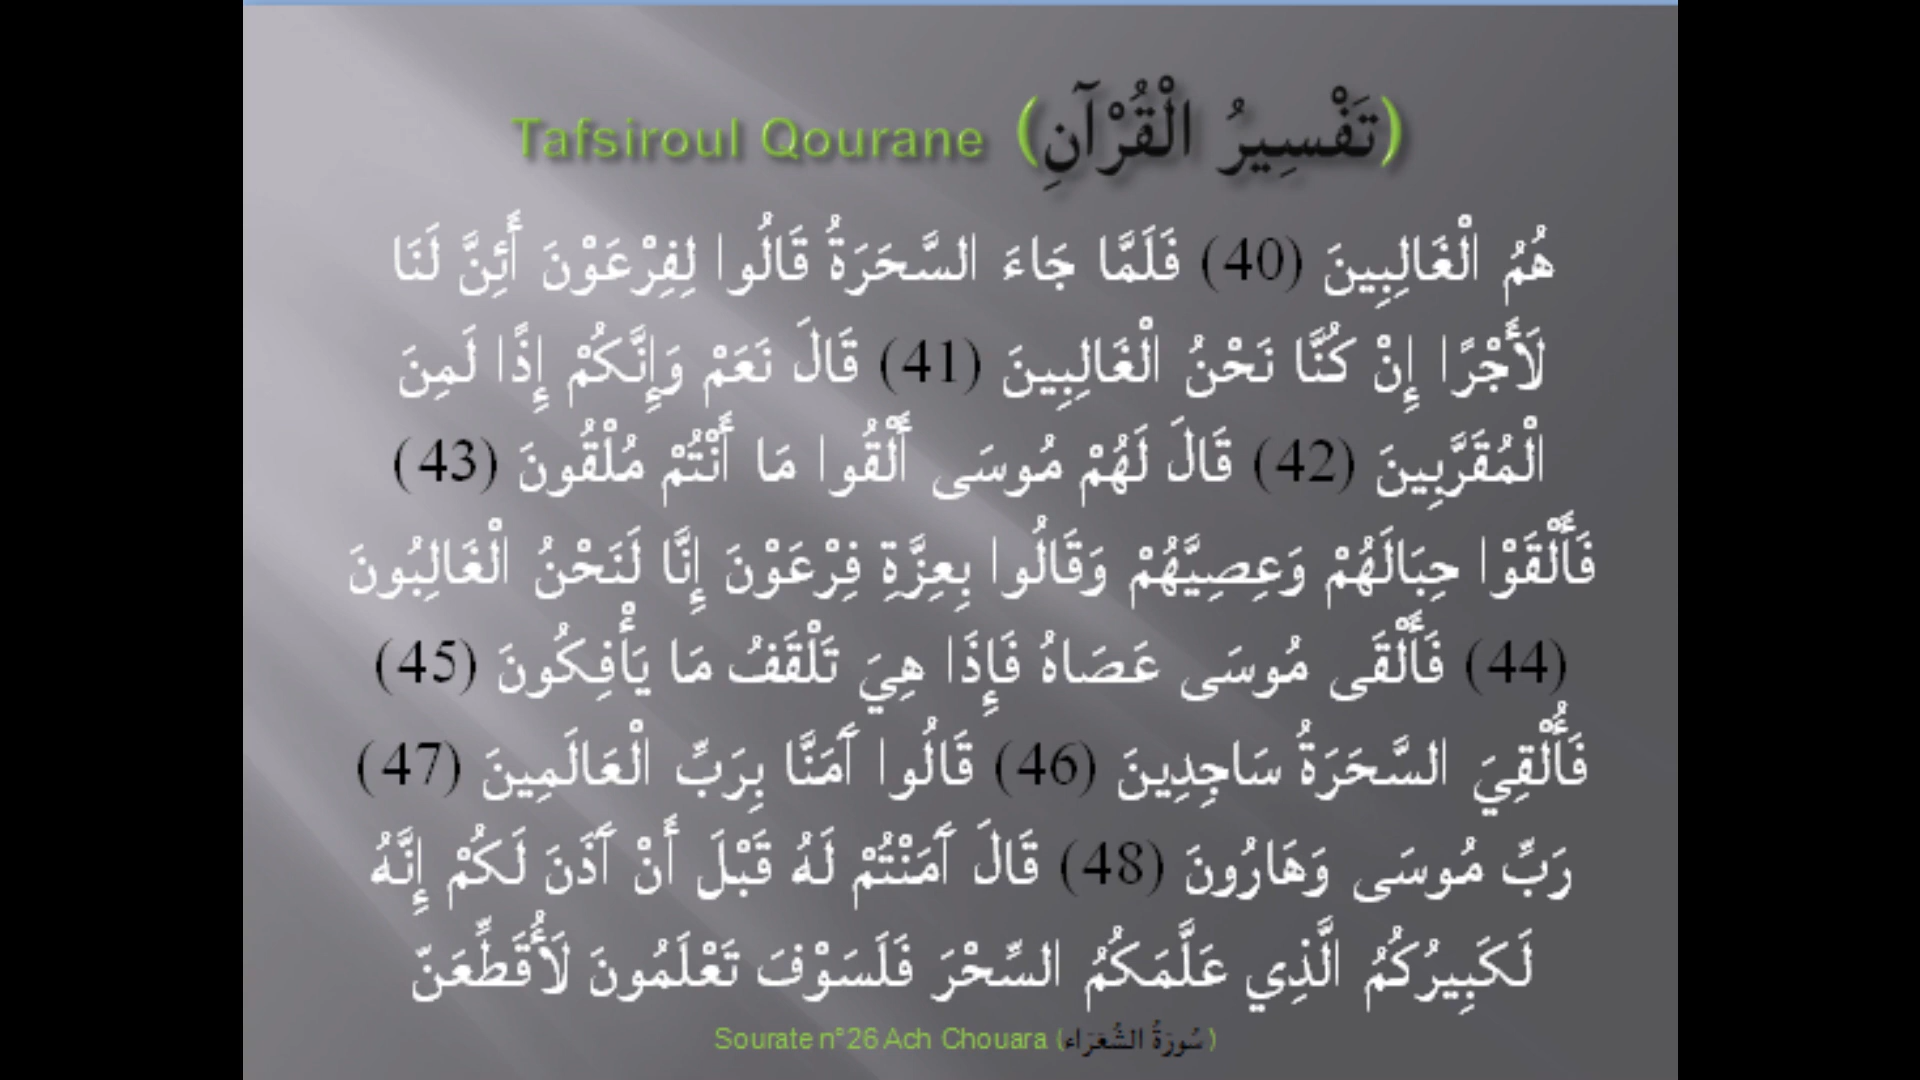 Tafsiroul Qourane (تَفْسِيرُ الْقُرْآنِ)
هُمُ الْغَالِبِينَ (40) فَلَمَّا جَاءَ السَّحَرَةُ قَالُوا لِفِرْعَوْنَ أَئِنَّ لَنَا
لَأَجْرًا إِنْ كُنَّا نَحْنُ الْغَالِبِينَ (41) قَالَ نَعَمْ وَإِنَّكُمْ إِذًا لَمِنَ
الْمُقَرَّبِينَ (42) قَالَ لَهُمْ مُوسَى أَلْقُوا مَا أَنْتُمْ مُلْقُونَ (43)
فَأَلْقَوْا حِبَالَهُمْ وَعِصِيَّهُمْ وَقَالُوا بِعِزَّةِ فِرْعَوْنَ إِنَّا لَنَحْنُ الْغَالِبُونَ
(44) فَأَلْقَى مُوسَى عَصَاهُ فَإِذَا هِيَ تَلْقَفُ مَا يَأْفِكُونَ (45)
فَأُلْقِيَ السَّحَرَةُ سَاجِدِينَ (46) قَالُوا آَمَنَّا بِرَبِّ الْعَالَمِينَ (47)
رَبِّ مُوسَى وَهَارُونَ (48) قَالَ آَمَنْتُمْ لَهُ قَبْلَ أَنْ آَذَنَ لَكُمْ إِنَّهُ
لَكَبِيرُكُمُ الَّذِي عَلَّمَكُمُ السِّحْرَ فَلَسَوْفَ تَعْلَمُونَ لَأُقَطِّعَنَّ
Sourate n°26 Ach Chouara (سُورَةُ الشُّعَرَاء)